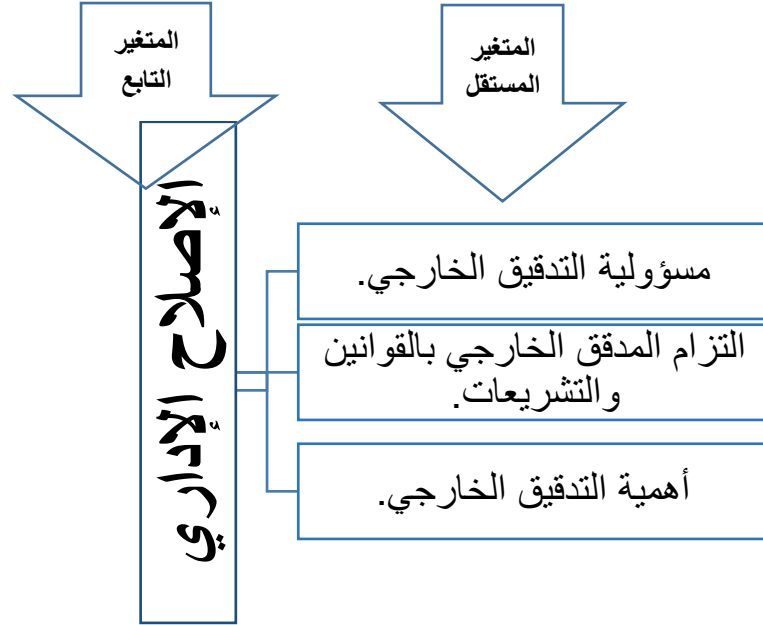 المتغير
المستقل
المتغير
التابع
مسؤولية التدقيق الخارجي.
التزام المدقق الخارجي بالقوانين
والتشريعات.
أهمية التدقيق الخارجي.
الإصلاح الإداري